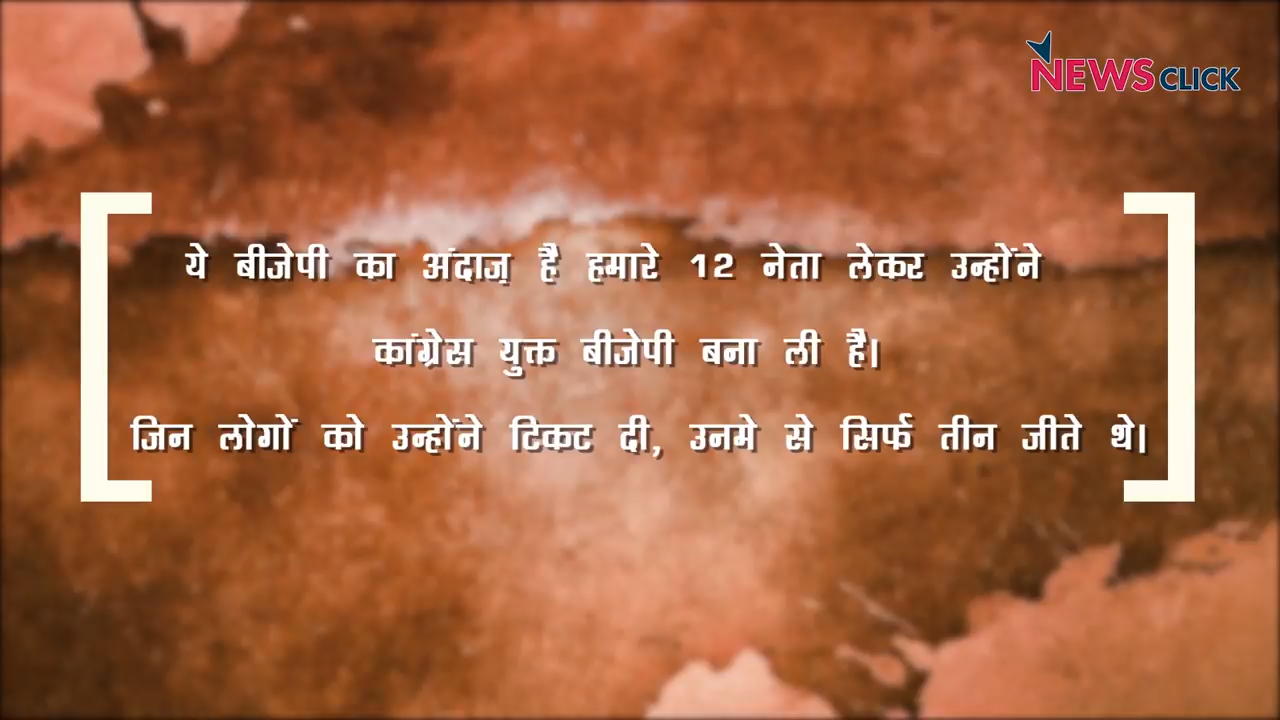 NEWSCLICK
ये बीजेपी का अंदाज़ है हमारे 12 नेता लेकर उन्होंने
कांग्रेस युक्त बीजेपी बना ली है।
जिन लोगों को उन्होंने टिकट दी, उनमे से सिर्फ तीन जीते थे।